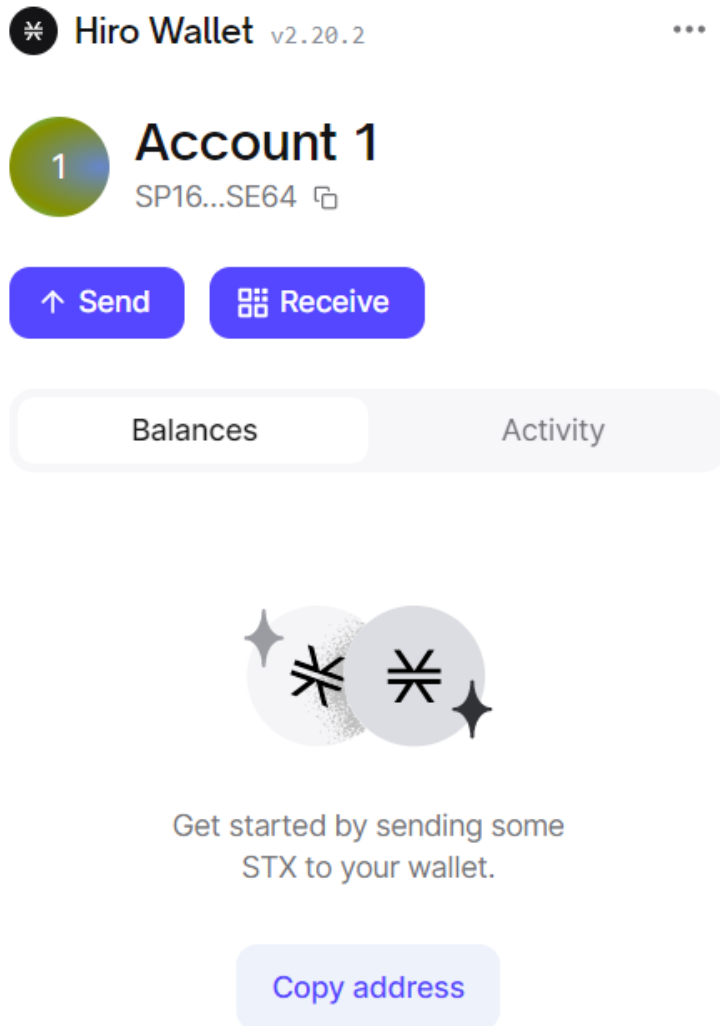 Hiro Wallet v2.20.2
1
Account 1
SP16...SE64
Send Receive
Balances Activity
Get started by sending some
STX to your wallet.
Copy address